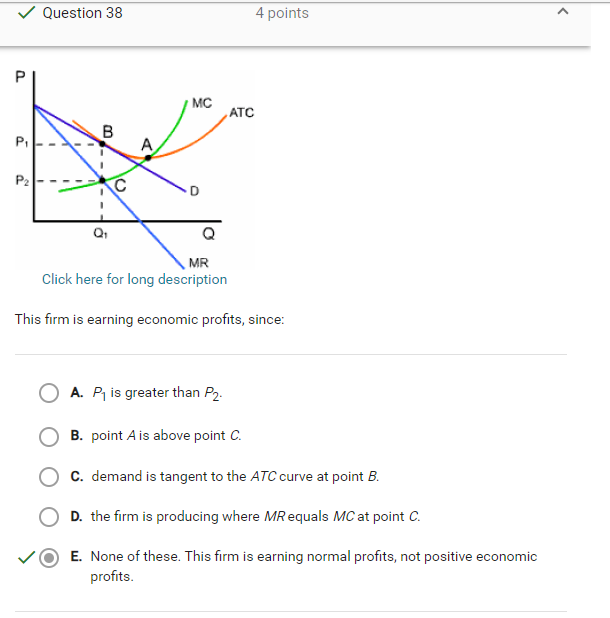 Question 38
4 points
P
MC
ATC
B
P₁
A
P₂
C
D
Q₁
Q
MR
Click here for long description
This firm is earning economic profits, since:
A. P₁ is greater than P₂.
B. point A is above point C.
C. demand is tangent to the ATC curve at point B.
D. the firm is producing where MR equals MC at point C.
E. None of these. This firm is earning normal profits, not positive economic
profits.